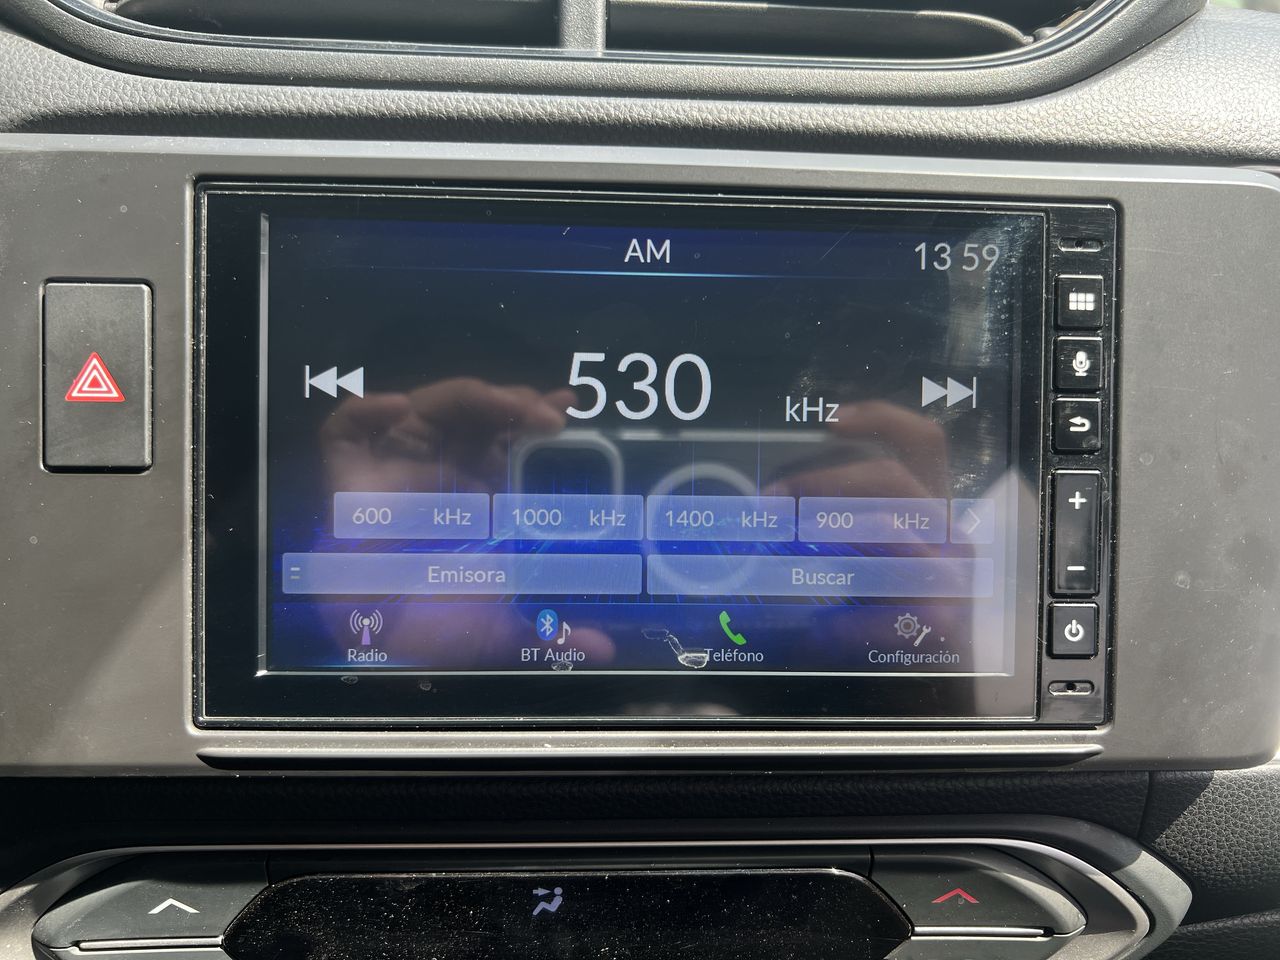 AM
13 59
530 kHz
600 kHz 1000 kHz 1400 kHz 900 kHz
Emisora Buscar
Radio BT Audio Teléfono Configuración